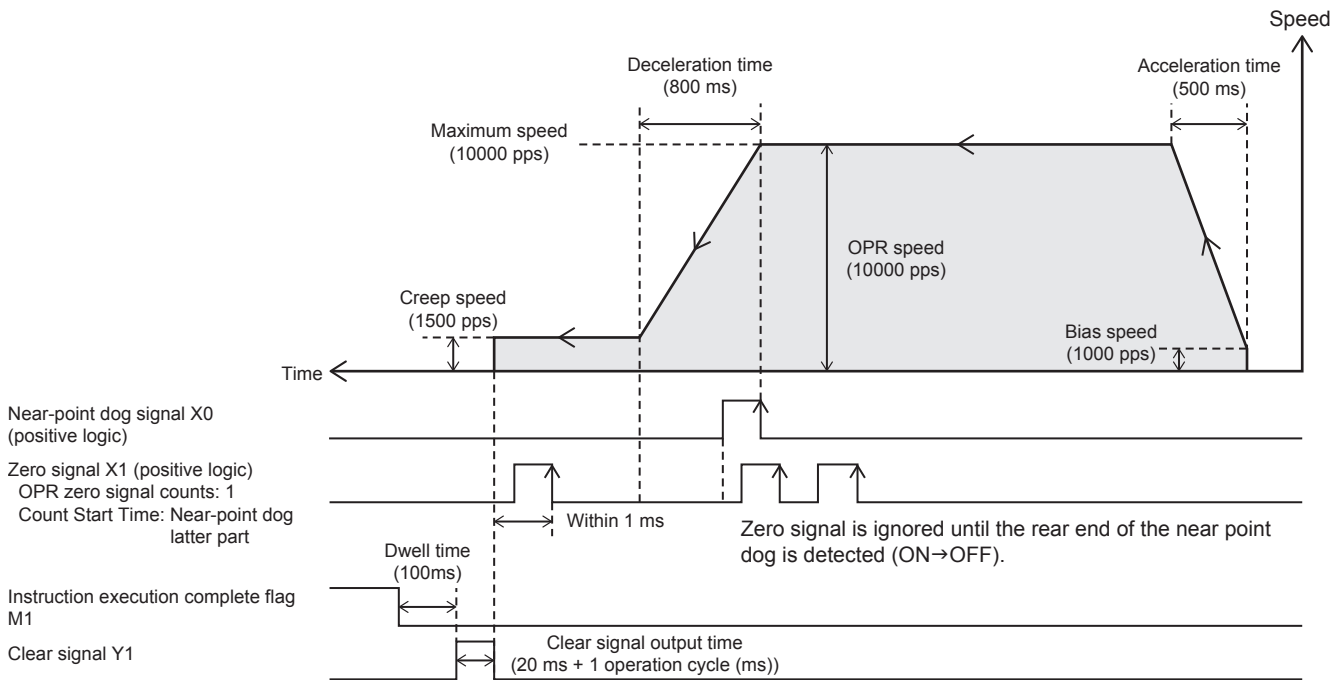 Speed
Deceleration time
(800 ms)
Acceleration time
(500 ms)
Maximum speed
(10000 pps)
OPR speed
(10000 pps)
Creep speed
(1500 pps)
Bias speed
(1000 pps)
Time
Near-point dog signal X0
(positive logic)
Zero signal X1 (positive logic)
OPR zero signal counts: 1
Count Start Time: Near-point dog
latter part
Within 1 ms
Zero signal is ignored until the rear end of the near point
dog is detected (ON→OFF).
Dwell time
(100ms)
Instruction execution complete flag
M1
Clear signal Y1
Clear signal output time
(20 ms + 1 operation cycle (ms))